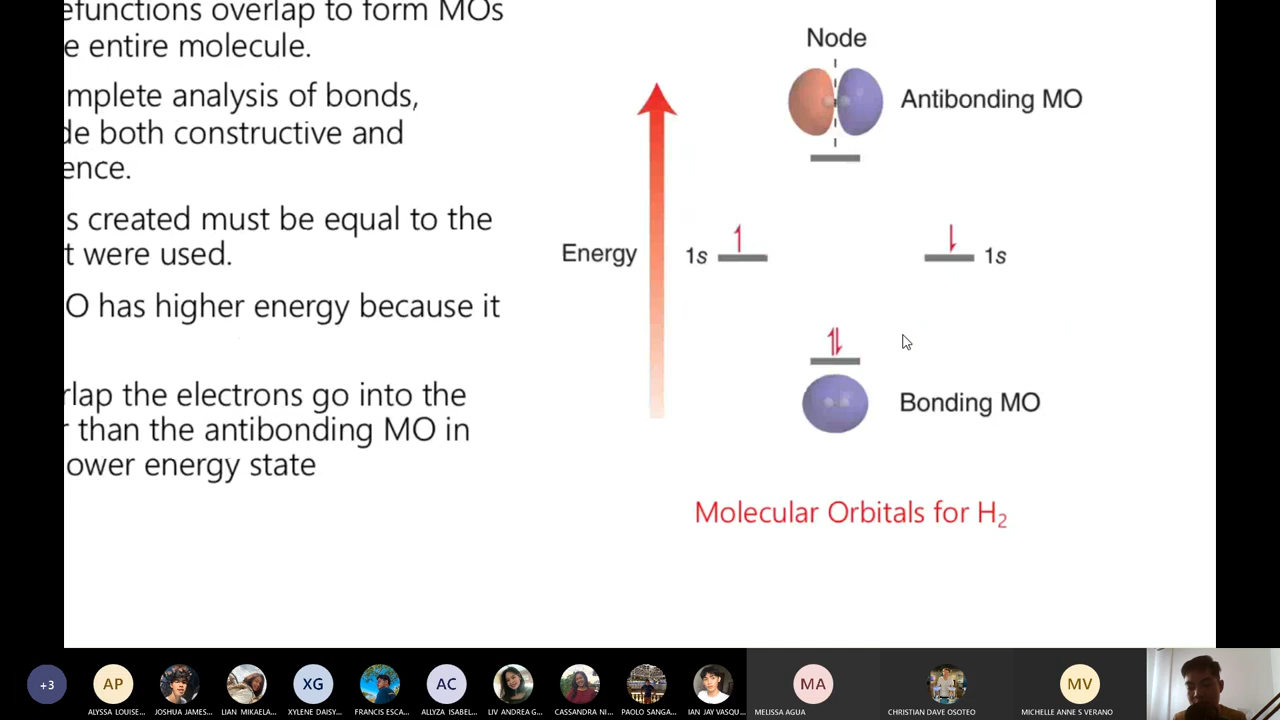 efunctions overlap to form MOs
e entire molecule.
mplete analysis of bonds,
de both constructive and
ence.
s created must be equal to the
t were used.
O has higher energy because it
rlap the electrons go into the
r than the antibonding MO in
ower energy state
Node
Antibonding MO
Energy
1s
1s
Bonding MO
Molecular Orbitals for H₂
+3
AP
XG
AC
MA
MV
ALYSSA LOUISE...
JOSHUA JAMES...
LIAN MIKAELA...
XYLENE DAISY...
FRANCIS ESCA...
ALLYZA ISABEL...
LIV ANDREA G...
CASSANDRA NI...
PAOLO SANGA...
IAN JAY VASQU...
MELISSA AGUA
CHRISTIAN DAVE OSOTEO
MICHELLE ANNE S VERANO